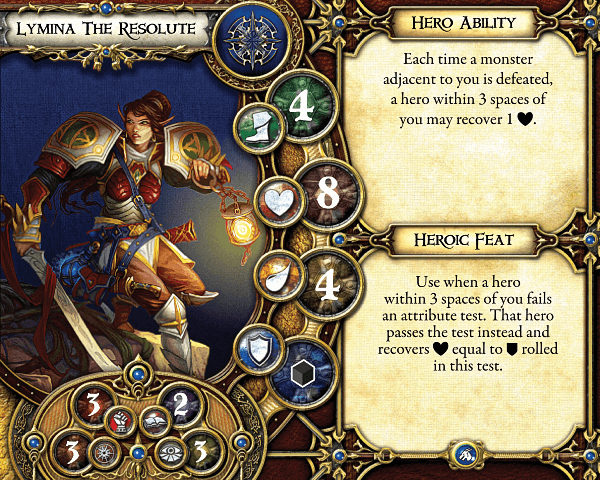 LYMINA THE RESOLUTE
4
8
4
3
2
3
3
HERO ABILITY
Each time a monster
adjacent to you is defeated,
a hero within 3 spaces of
you may recover 1 ♥.
HEROIC FEAT
Use when a hero
within 3 spaces of you fails
an attribute test. That hero
passes the test instead and
recovers ♥ equal to rolled
in this test.